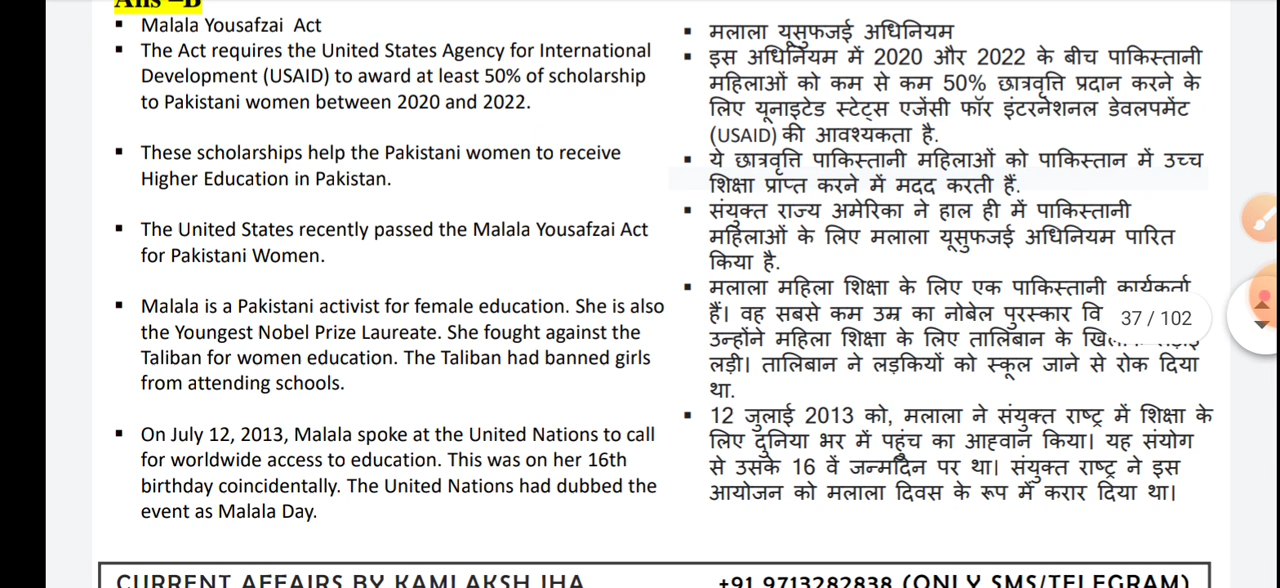 Ans –B
▪ Malala Yousafzai Act
▪ The Act requires the United States Agency for International
Development (USAID) to award at least 50% of scholarship
to Pakistani women between 2020 and 2022.
▪ These scholarships help the Pakistani women to receive
Higher Education in Pakistan.
▪ The United States recently passed the Malala Yousafzai Act
for Pakistani Women.
▪ Malala is a Pakistani activist for female education. She is also
the Youngest Nobel Prize Laureate. She fought against the
Taliban for women education. The Taliban had banned girls
from attending schools.
▪ On July 12, 2013, Malala spoke at the United Nations to call
for worldwide access to education. This was on her 16th
birthday coincidentally. The United Nations had dubbed the
event as Malala Day.
▪ मलाला यूसुफजई अधिनियम
▪ इस अधिनियम में 2020 और 2022 के बीच पाकिस्तानी
महिलाओं को कम से कम 50% छात्रवृत्ति प्रदान करने के
लिए यूनाइटेड स्टेट्स एजेंसी फॉर इंटरनेशनल डेवलपमेंट
(USAID) की आवश्यकता है.
▪ ये छात्रवृत्ति पाकिस्तानी महिलाओं को पाकिस्तान में उच्च
शिक्षा प्राप्त करने में मदद करती हैं.
▪ संयुक्त राज्य अमेरिका ने हाल ही में पाकिस्तानी
महिलाओं के लिए मलाला यूसुफजई अधिनियम पारित
किया है.
▪ मलाला महिला शिक्षा के लिए एक पाकिस्तानी कार्यकर्ता
हैं। वह सबसे कम उम्र का नोबेल पुरस्कार
उन्होंने महिला शिक्षा के लिए तालिबान के
लड़ी। तालिबान ने लड़कियों को स्कूल जाने से रोक दिया
था.
▪ 12 जुलाई 2013 को, मलाला ने संयुक्त राष्ट्र में शिक्षा के
लिए दुनिया भर में पहुंच का आह्वान किया। यह संयोग
से उसके 16 वें जन्मदिन पर था। संयुक्त राष्ट्र ने इस
आयोजन को मलाला दिवस के रूप में करार दिया था।
37 / 102
CURRENT AFFAIRS BY KAMLAKSH JHA
+91 9713282838 (ONLY SMS/TELEGRAM)